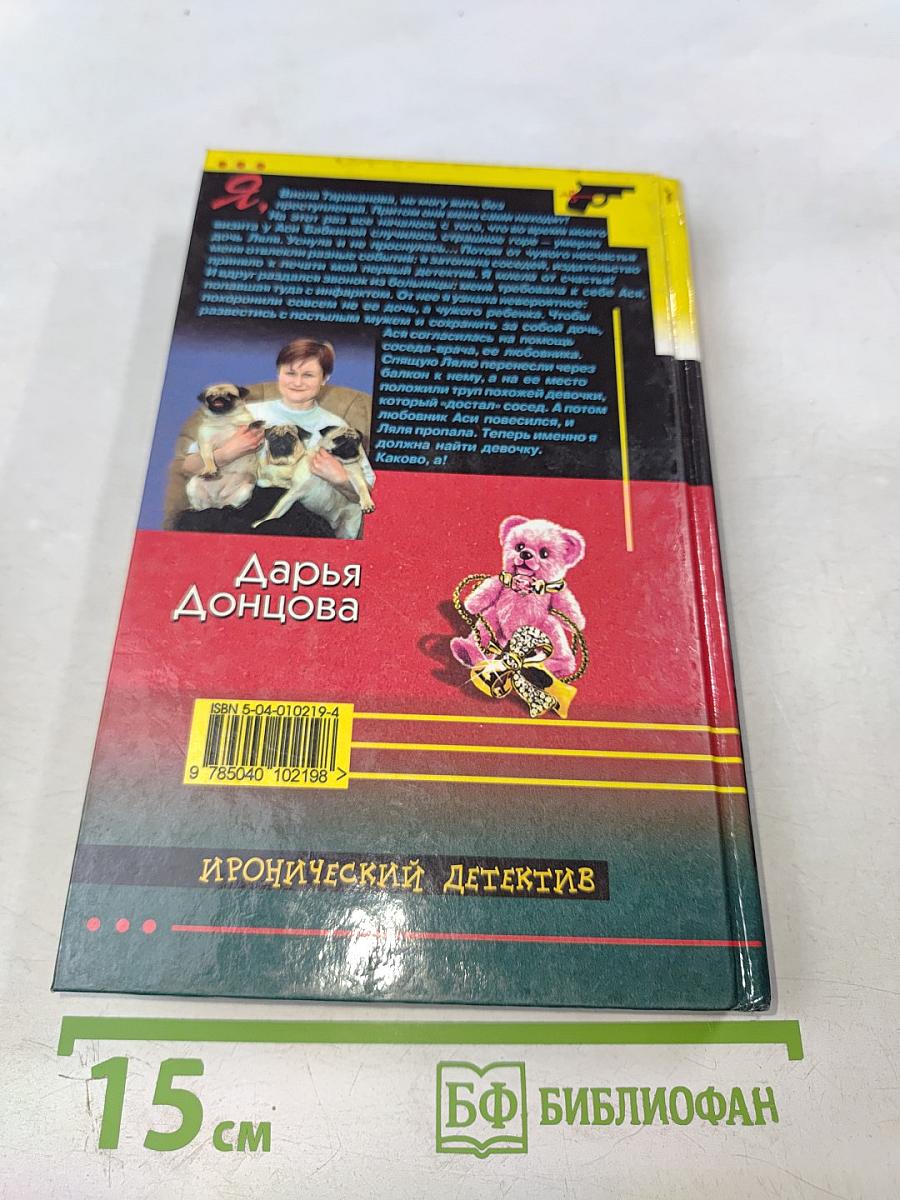 Я,
Виола Тараканова, не могу жить без
преступлений. Притом они меня сами находят!
На этот раз все началось с того, что во время моего
визита у Аси Бабкиной случилось страшное горе — умерла
дочь Ляля. Уснула и не проснулась... Потом от чужого несчастья
меня отвлекли разные события:
приняло к печати мой первый детектив. Я чумела от счастья!
И вдруг раздался звонок из больницы: меня требовала к себе Ася,
попавшая туда с инфарктом. От нее я узнала невероятное:
похоронили совсем не ее дочь, а чужого ребенка. Чтобы
развестись с постылым мужем и сохранить за собой дочь,
Ася согласилась на помощь
соседа-врача, ее любовника.
Спящую Лялю перенесли через
балкон к нему, а на ее место
положили труп похожей девочки,
который «достал» сосед. А потом
любовник Аси повесился, и
Ляля пропала. Теперь именно я
должна найти девочку.
Каково, а!
Дарья
Донцова
ISBN 5-04-010219-4
9 785040 102198 >
ИРОНИЧЕСКИЙ ДЕТЕКТИВ
15 см
БФ БИБЛИОФАН